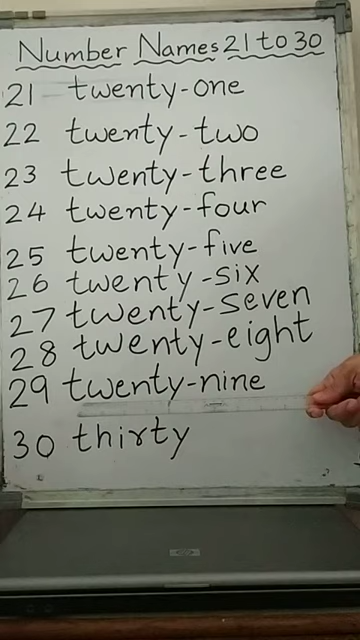 Number Names 21 to 30
21 twenty-one
22 twenty-two
23 twenty-three
24 twenty-four
25 twenty-five
26 twenty-six
27 twenty-seven
28 twenty-eight
29 twenty-nine
30 thirty